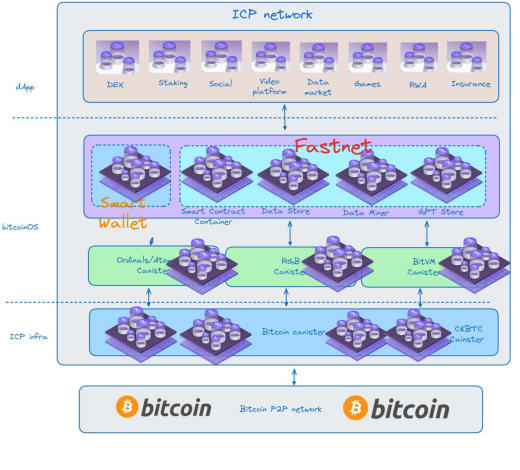 ICP network
DEX
Staking
Social
Video
platform
Data
market
Games
RWA
Insurance
dApp
Fastnet
Smart
Wallet
Smart Contract
Container
Data Store
Data Miner
GPT Store
bitcoinOS
Ordinals/Atom
Canister
RGB
Canister
BitVM
Canister
ICP infra
Bitcoin canister
CKBTC
Cainster
bitcoin
Bitcoin P2P network
bitcoin